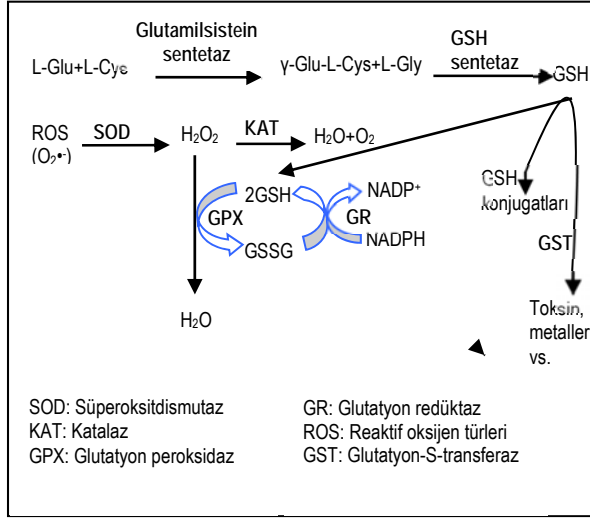 Glutamilsistein
sentetaz
GSH
sentetaz
L-Glu+L-Cys
γ-Glu-L-Cys+L-Gly
GSH
ROS
(O₂•-)
SOD
H₂O₂
KAT
H₂O+O₂
2GSH
NADP⁺
GPX
GR
GSSG
NADPH
GSH
konjugatları
GST
H₂O
Toksin,
metaller
vs.
SOD: Süperoksitdismutaz
KAT: Katalaz
GPX: Glutatyon peroksidaz
GR: Glutatyon redüktaz
ROS: Reaktif oksijen türleri
GST: Glutatyon-S-transferaz